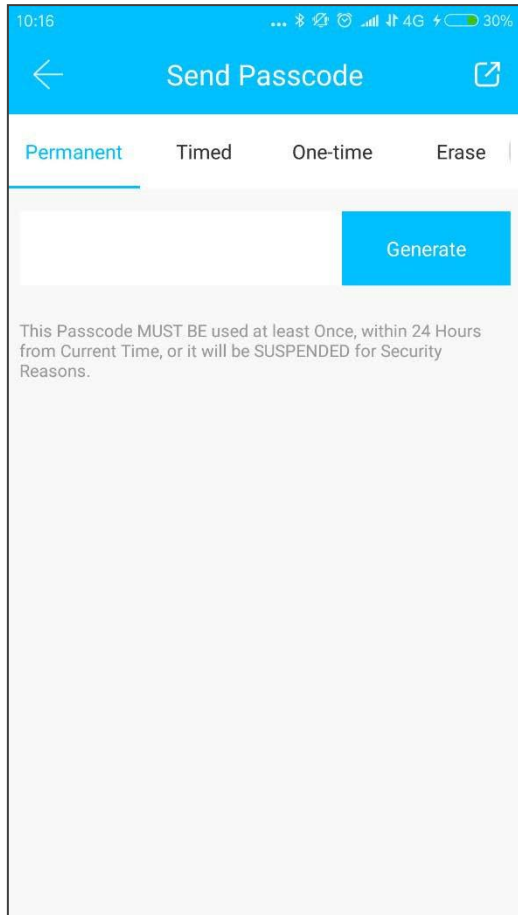 10:16
... 4G 30%
Send Passcode
Permanent Timed One-time Erase
Generate
This Passcode MUST BE used at least Once, within 24 Hours
from Current Time, or it will be SUSPENDED for Security
Reasons.